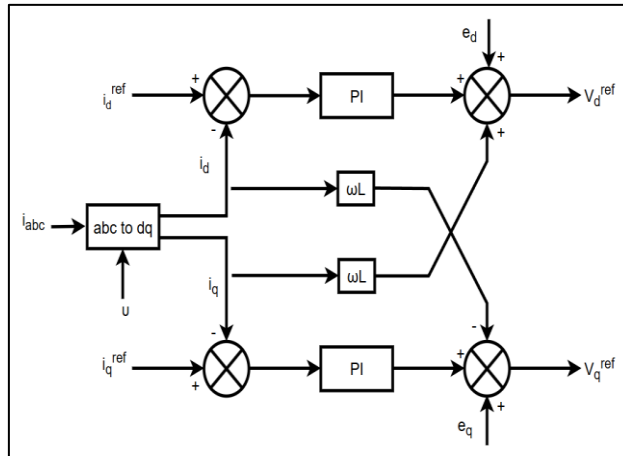 e_d
+
+
i_d^ref
PI
+
V_d^ref
-
+
i_d
ωL
i_abc
abc to dq
ωL
i_q
υ
-
-
+
i_q^ref
PI
V_q^ref
+
+
e_q